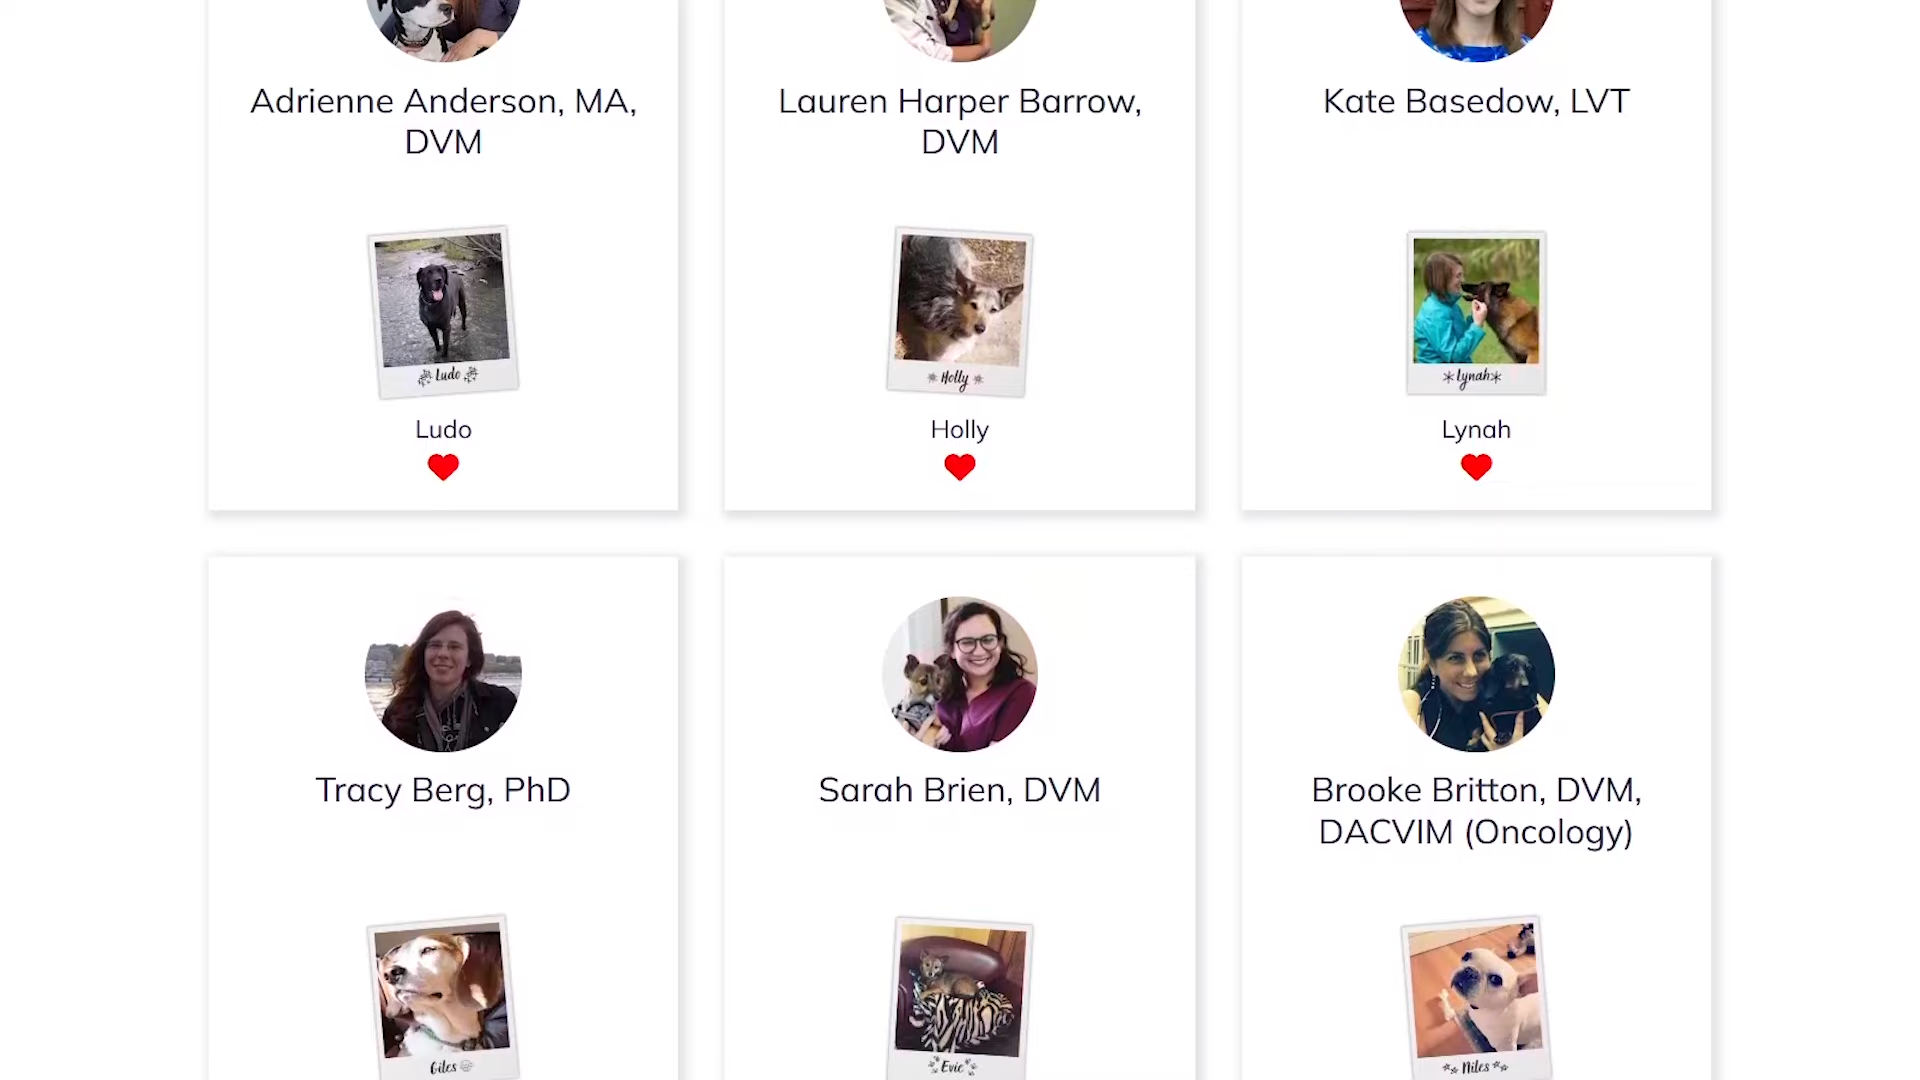 Adrienne Anderson, MA,
DVM
Ludo
Ludo
Lauren Harper Barrow,
DVM
Holly
Holly
Kate Basedow, LVT
Lynah
Lynah
Tracy Berg, PhD
Giles
Sarah Brien, DVM
Evie
Brooke Britton, DVM,
DACVIM (Oncology)
Niles